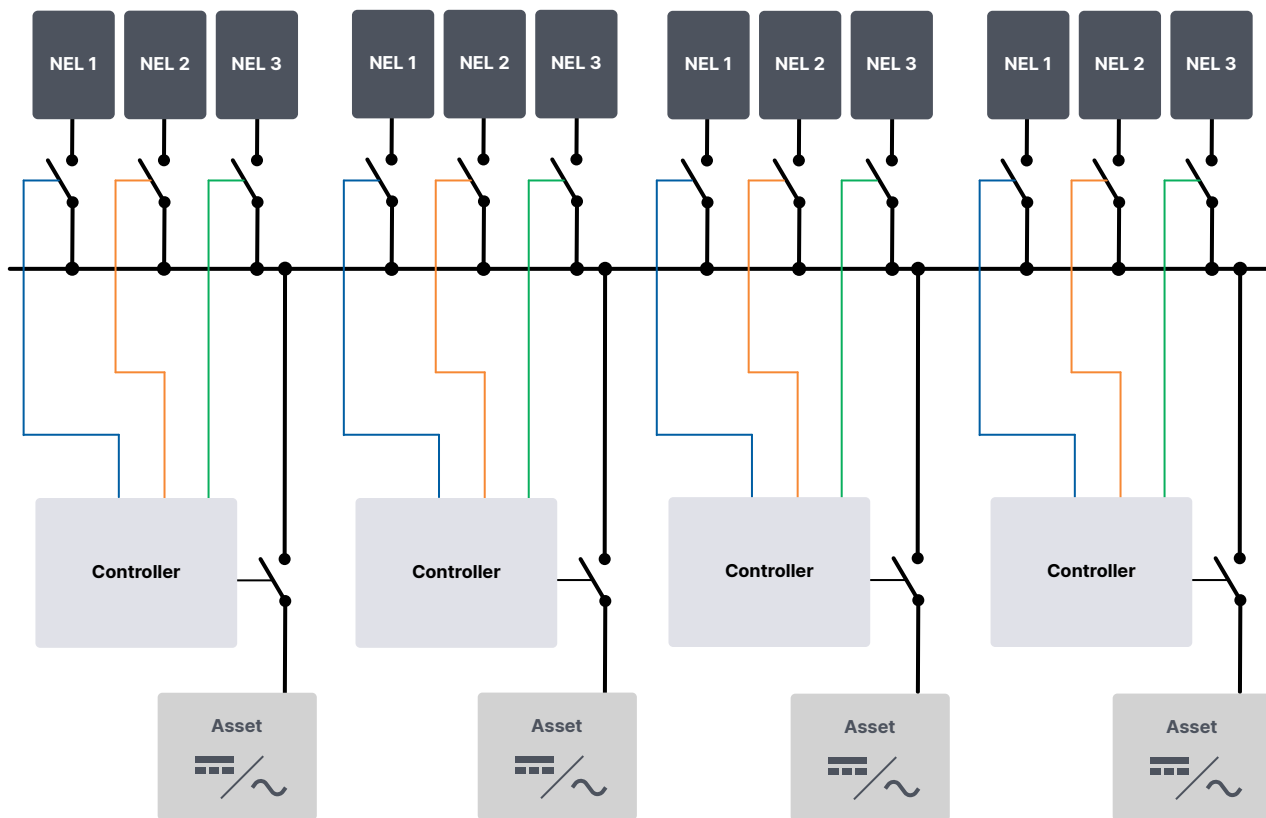 NEL 1 NEL 2 NEL 3 NEL 1 NEL 2 NEL 3 NEL 1 NEL 2 NEL 3 NEL 1 NEL 2 NEL 3
Controller Controller Controller Controller
Asset Asset Asset Asset